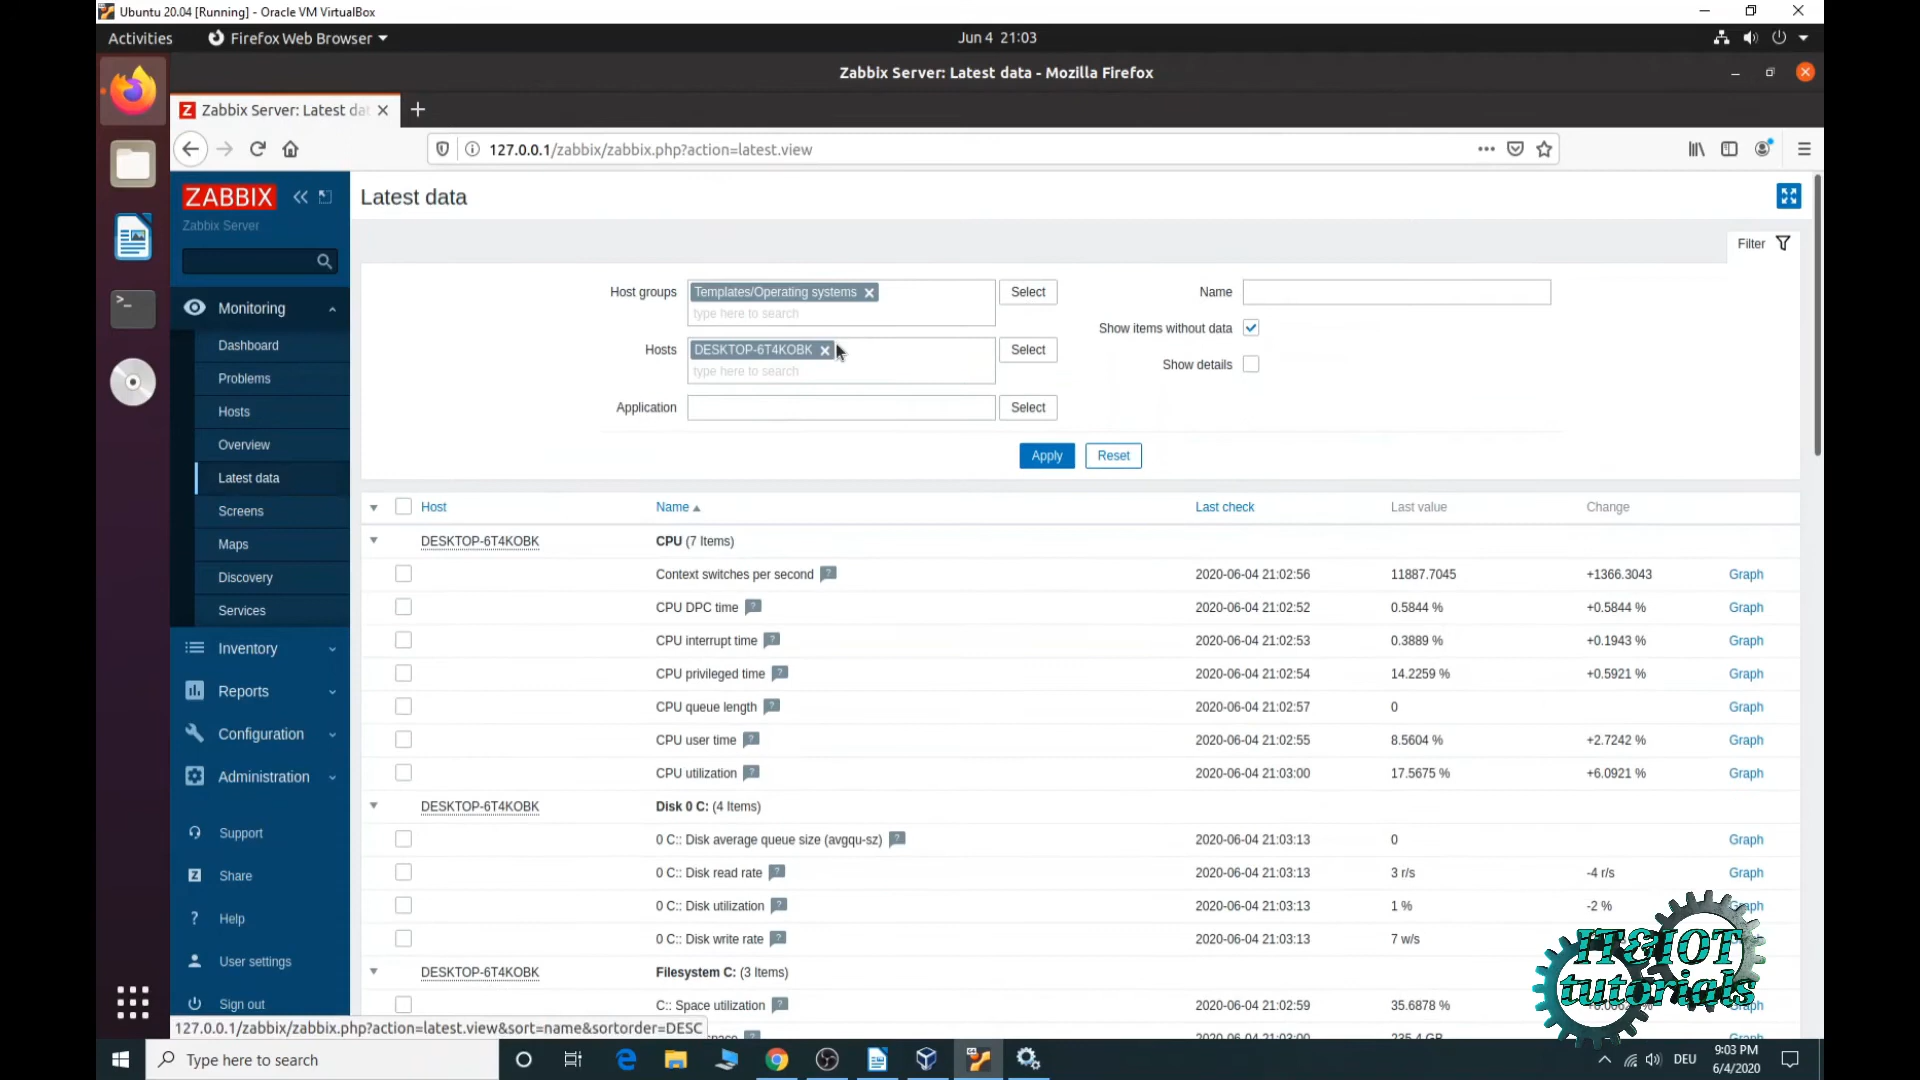 Ubuntu 20.04 [Running] - Oracle VM VirtualBox
Activities Firefox Web Browser Jun 4 21:03
Zabbix Server: Latest data - Mozilla Firefox
Z Zabbix Server: Latest dat
127.0.0.1/zabbix/zabbix.php?action=latest.view
ZABBIX
Zabbix Server
Monitoring
Dashboard
Problems
Hosts
Overview
Latest data
Screens
Maps
Discovery
Services
Inventory
Reports
Configuration
Administration
Support
Z Share
? Help
User settings
Sign out
Latest data
Filter
Host groups Templates/Operating systems Select
type here to search
Hosts DESKTOP-6T4KOBK Select
type here to search
Application Select
Name
Show items without data
Show details
Apply Reset
Host Name Last check Last value Change
DESKTOP-6T4KOBK CPU (7 Items)
Context switches per second ? 2020-06-04 21:02:56 11887.7045 +1366.3043 Graph
CPU DPC time ? 2020-06-04 21:02:52 0.5844 % +0.5844 % Graph
CPU interrupt time ? 2020-06-04 21:02:53 0.3889 % +0.1943 % Graph
CPU privileged time ? 2020-06-04 21:02:54 14.2259 % +0.5921 % Graph
CPU queue length ? 2020-06-04 21:02:57 0 Graph
CPU user time ? 2020-06-04 21:02:55 8.5604 % +2.7242 % Graph
CPU utilization ? 2020-06-04 21:03:00 17.5675 % +6.0921 % Graph
DESKTOP-6T4KOBK Disk 0 C: (4 Items)
0 C:: Disk average queue size (avgqu-sz) ? 2020-06-04 21:03:13 0 Graph
0 C:: Disk read rate ? 2020-06-04 21:03:13 3 r/s -4 r/s Graph
0 C:: Disk utilization ? 2020-06-04 21:03:13 1 % -2 %
0 C:: Disk write rate ? 2020-06-04 21:03:13 7 w/s
DESKTOP-6T4KOBK Filesystem C: (3 Items)
C:: Space utilization ? 2020-06-04 21:02:59 35.6878 %
2020-06-04 21:03:00 235.4 GB
127.0.0.1/zabbix/zabbix.php?action=latest.view&sort=name&sortorder=DESC
IT&IOT
tutorials
Type here to search
DEU
9:03 PM
6/4/2020